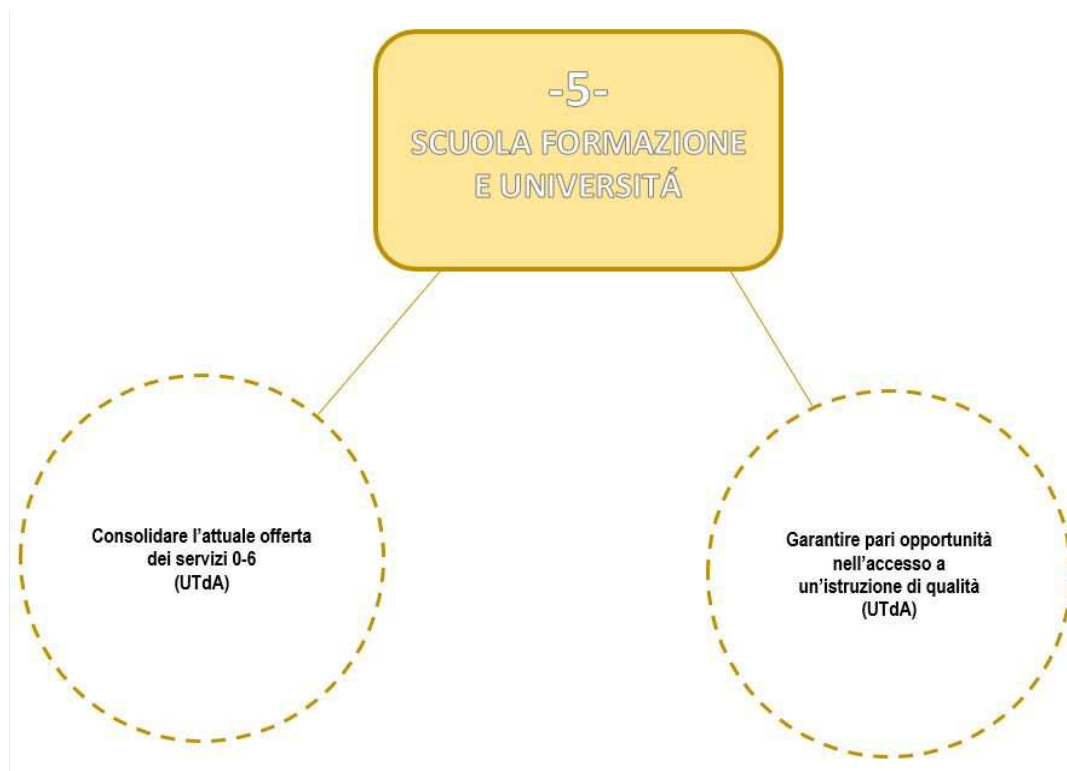 -5-
SCUOLA FORMAZIONE
E UNIVERSITÁ
Consolidare l’attuale offerta
dei servizi 0-6
(UTdA)
Garantire pari opportunità
nell’accesso a
un’istruzione di qualità
(UTdA)